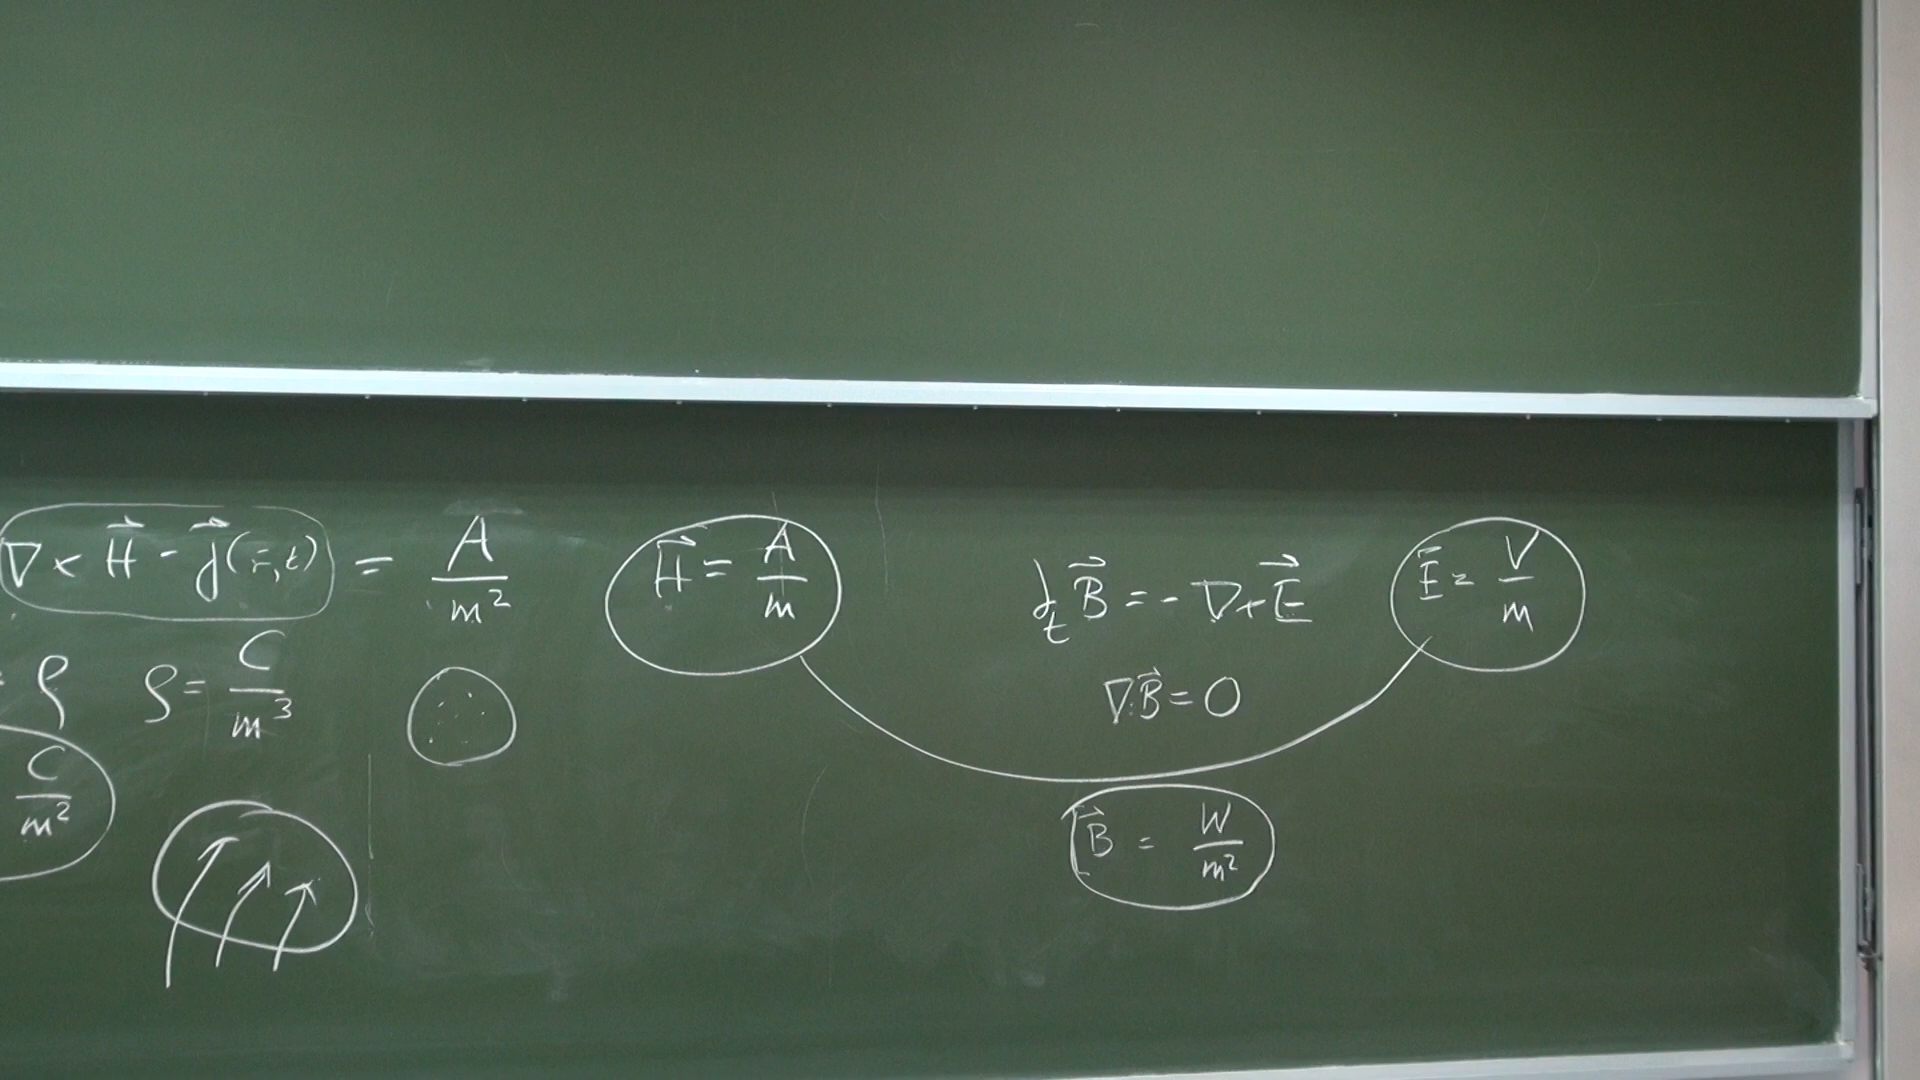 ∇ × H⃗ - j⃗(r⃗,t) = A/m²
H⃗ = A/m
∂ₜB⃗ = - ∇×E⃗
E⃗ = V/m
= ρ
ρ = C/m³
∇·B⃗ = 0
C/m²
B⃗ = W/m²